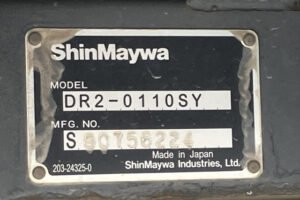 ShinMaywa
MODEL
DR2-0110SY
MFG. NO.
S
Made in Japan
203-24325-0 ShinMaywa Industries, Ltd.